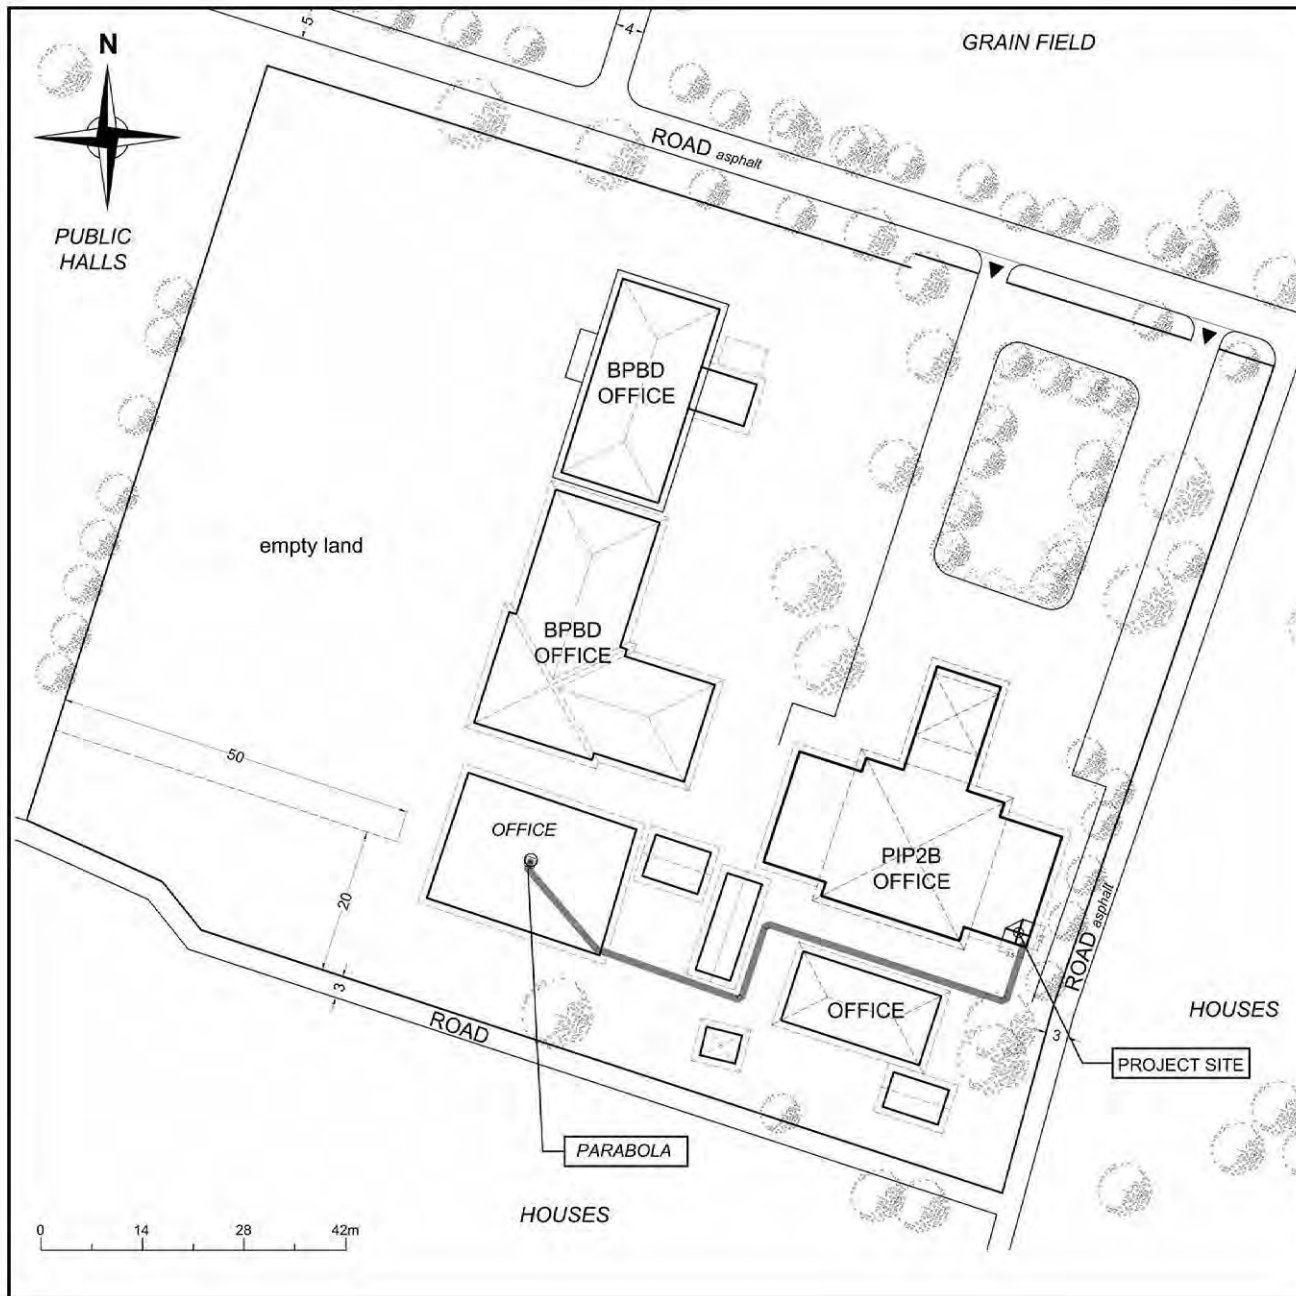 5
4
GRAIN FIELD
N
ROAD asphalt
PUBLIC
HALLS
BPBD
OFFICE
empty land
BPBD
OFFICE
50
OFFICE
PIP2B
OFFICE
20
ROAD asphalt
3
ROAD
OFFICE
HOUSES
3
PROJECT SITE
PARABOLA
HOUSES
0 14 28 42m